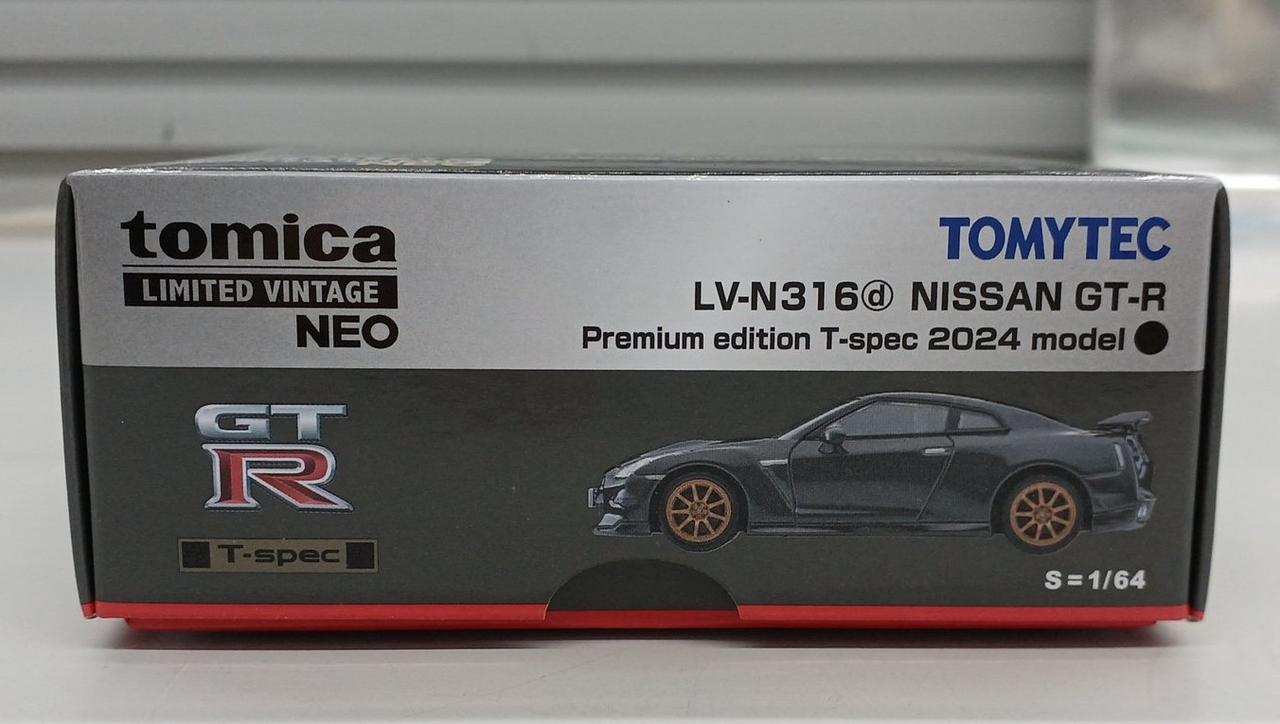 tomica
LIMITED VINTAGE
NEO
TOMYTEC
LV-N316ⓓ NISSAN GT-R
Premium edition T-spec 2024 model ●
GT
R
T-spec
S=1/64